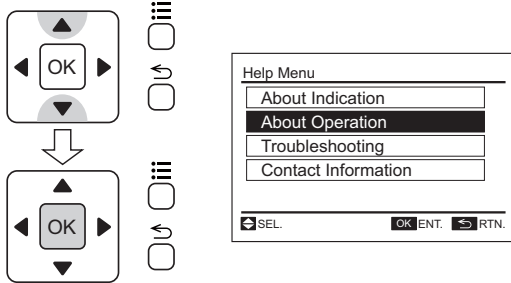 OK
OK
Help Menu
About Indication
About Operation
Troubleshooting
Contact Information
SEL. OK ENT. RTN.